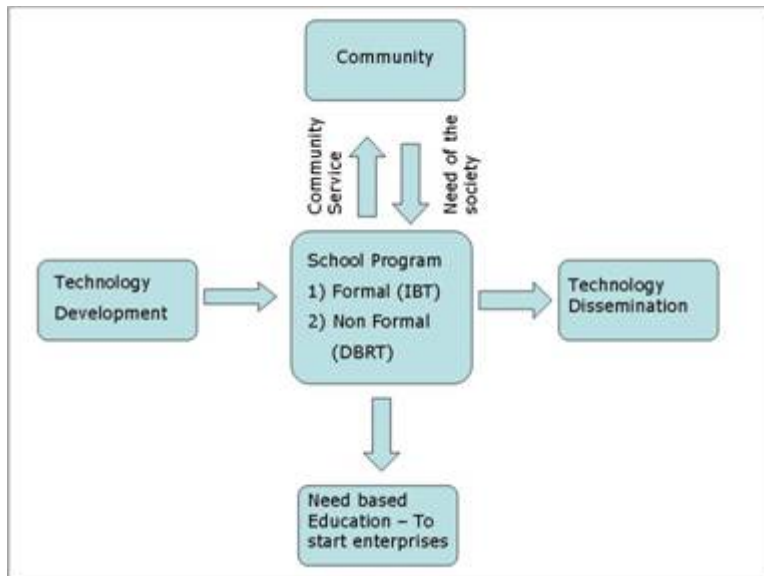 Community
Community
Service
Need of the
society
Technology
Development
School Program
1) Formal (IBT)
2) Non Formal
(DBRT)
Technology
Dissemination
Need based
Education – To
start enterprises